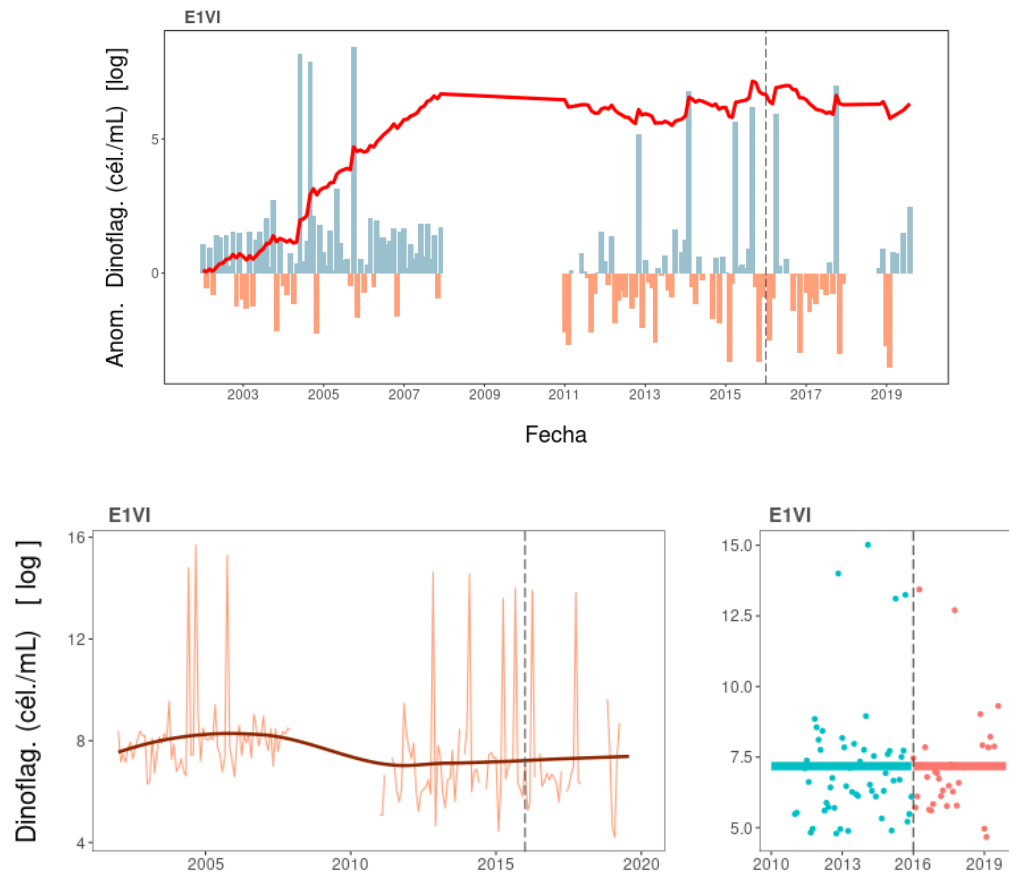 E1VI
Anom. Dinoflag. (cél./mL) [log]
5
0
2003 2005 2007 2009 2011 2013 2015 2017 2019
Fecha
E1VI
Dinoflag. (cél./mL) [ log ]
16
12
8
4
2005 2010 2015 2020
E1VI
15.0
12.5
10.0
7.5
5.0
2010 2013 2016 2019